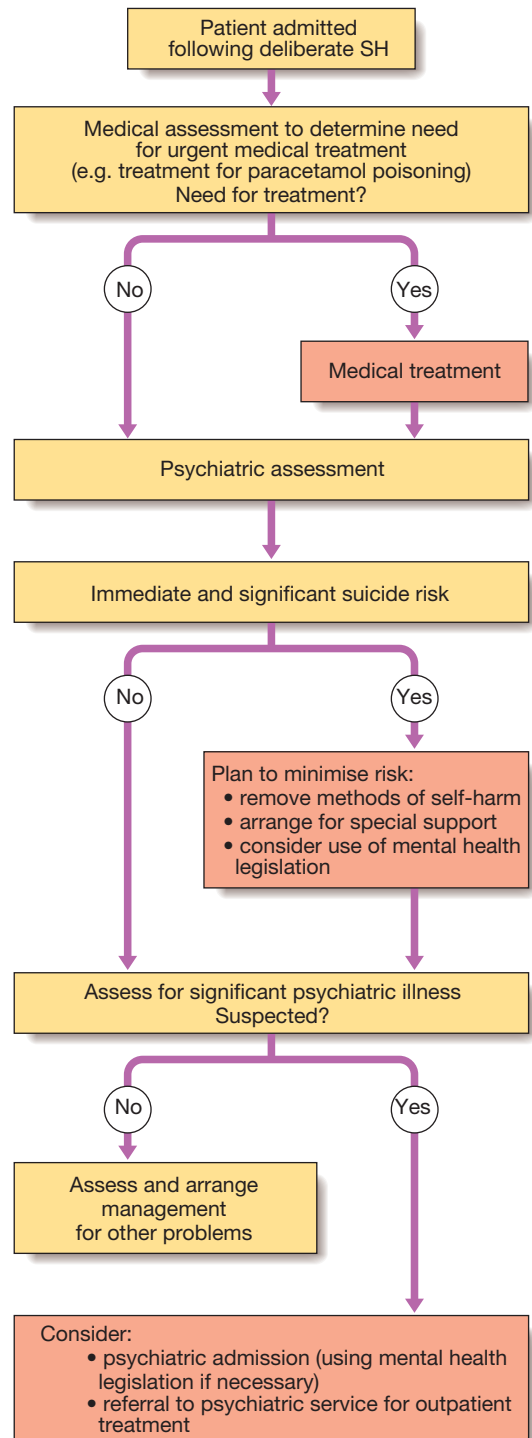 Patient admitted
following deliberate SH
Medical assessment to determine need
for urgent medical treatment
(e.g. treatment for paracetamol poisoning)
Need for treatment?
No
Yes
Medical treatment
Psychiatric assessment
Immediate and significant suicide risk
No
Yes
Plan to minimise risk:
• remove methods of self-harm
• arrange for special support
• consider use of mental health
legislation
Assess for significant psychiatric illness
Suspected?
No
Yes
Assess and arrange
management
for other problems
Consider:
• psychiatric admission (using mental health
legislation if necessary)
• referral to psychiatric service for outpatient
treatment